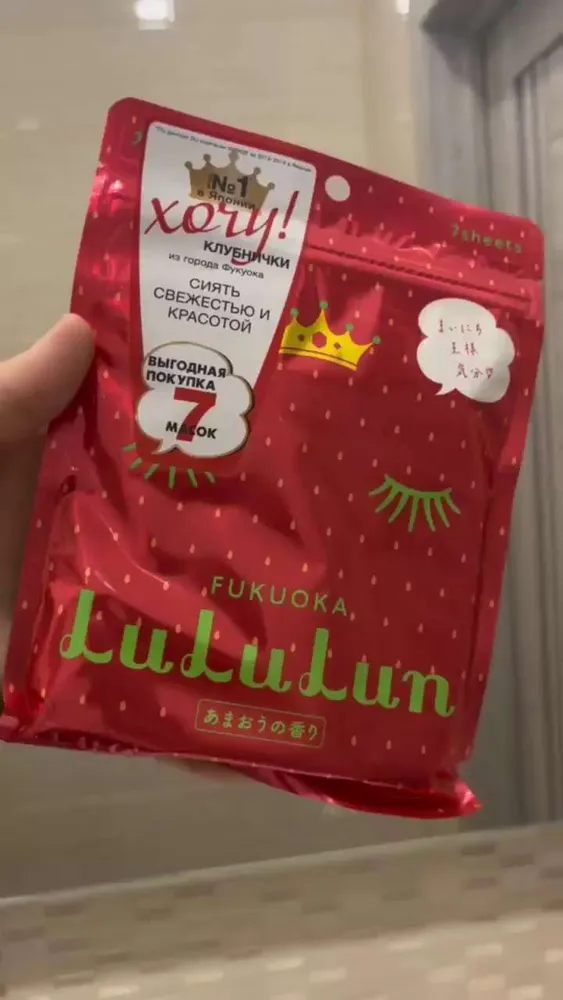 №1
в Японии
хочу!
КЛУБНИЧКИ
из города Фукуока
СИЯТЬ
СВЕЖЕСТЬЮ И
КРАСОТОЙ
ВЫГОДНАЯ
ПОКУПКА
7
МАСОК
7sheets
まいにち
王様
気分♡
FUKUOKA
LuLuLun
あまおうの香り